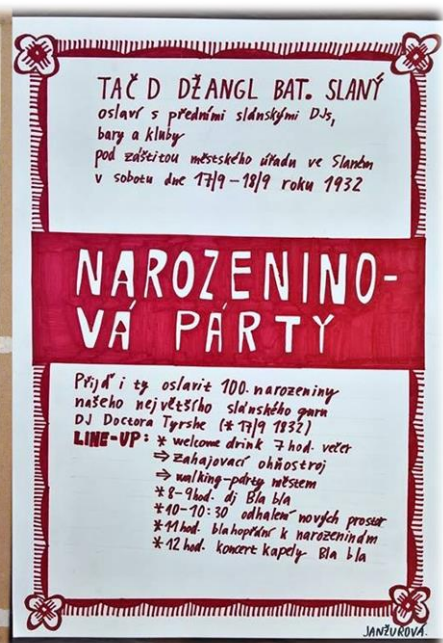 TAČ D DŽANGL BAT. SLANÝ
oslaví s předními slánskými DJs,
bary a kluby
pod záštitou městského úřadu ve Slaném
v sobotu dne 17/9-18/9 roku 1932
NAROZENINO-
VÁ PÁRTY
Přijď i ty oslavit 100. narozeniny
našeho největšího slánského guru
DJ Doctora Tyrshe (* 17/9 1832)
LINE-UP: * welcome drink 7 hod. večer
⇒ zahajovací ohňostroj
⇒ walking-párty městem
* 8-9hod. dj Bla bla
* 10-10:30 odhalení nových prostor
* 11 hod. blahopřání k narozeninám
* 12 hod. koncert kapely Bla bla
JANŽUROVÁ